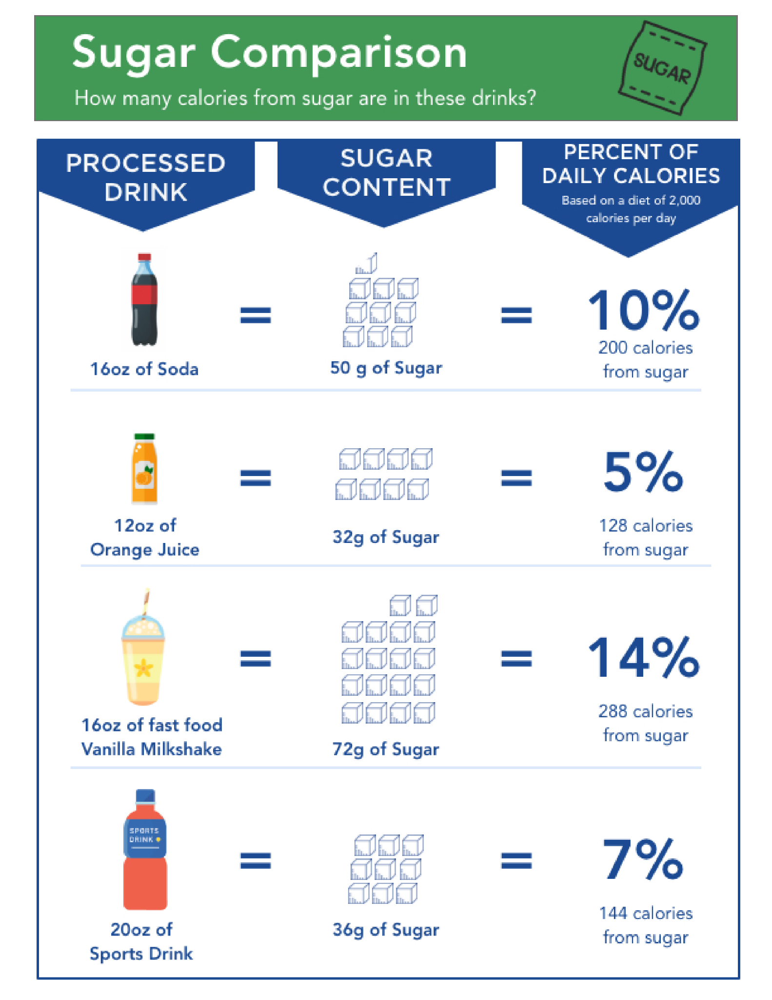 Sugar Comparison
How many calories from sugar are in these drinks?
SUGAR
PROCESSED
DRINK
SUGAR
CONTENT
PERCENT OF
DAILY CALORIES
Based on a diet of 2,000
calories per day
=
=
10%
200 calories
from sugar
16oz of Soda
50 g of Sugar
=
=
5%
12oz of
Orange Juice
32g of Sugar
128 calories
from sugar
=
=
14%
288 calories
from sugar
16oz of fast food
Vanilla Milkshake
72g of Sugar
SPORTS
DRINK
=
=
7%
144 calories
from sugar
20oz of
Sports Drink
36g of Sugar